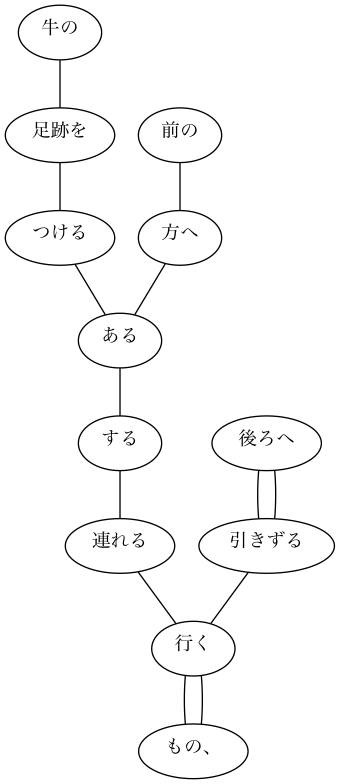 牛の
足跡を
前の
つける
方へ
ある
する
後ろへ
連れる
引きずる
行く
もの、